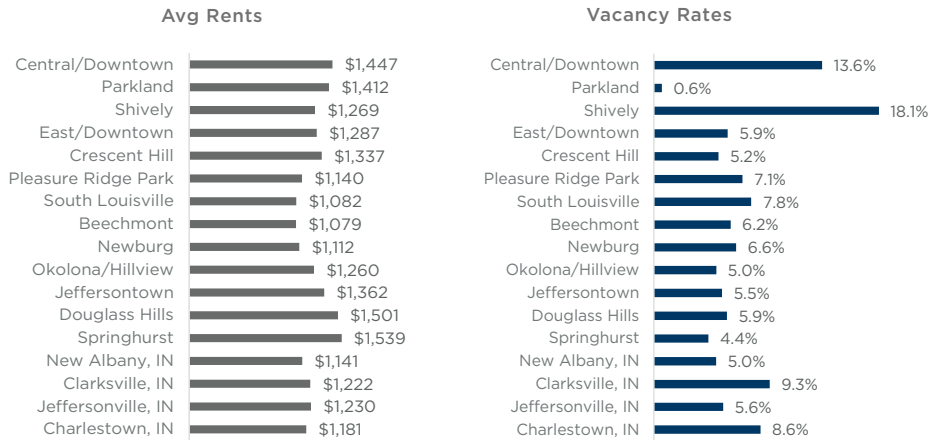 Avg Rents
Central/Downtown $1,447
Parkland $1,412
Shively $1,269
East/Downtown $1,287
Crescent Hill $1,337
Pleasure Ridge Park $1,140
South Louisville $1,082
Beechmont $1,079
Newburg $1,112
Okolona/Hillview $1,260
Jeffersontown $1,362
Douglass Hills $1,501
Springhurst $1,539
New Albany, IN $1,141
Clarksville, IN $1,222
Jeffersonville, IN $1,230
Charlestown, IN $1,181
Vacancy Rates
Central/Downtown 13.6%
Parkland 0.6%
Shively 18.1%
East/Downtown 5.9%
Crescent Hill 5.2%
Pleasure Ridge Park 7.1%
South Louisville 7.8%
Beechmont 6.2%
Newburg 6.6%
Okolona/Hillview 5.0%
Jeffersontown 5.5%
Douglass Hills 5.9%
Springhurst 4.4%
New Albany, IN 5.0%
Clarksville, IN 9.3%
Jeffersonville, IN 5.6%
Charlestown, IN 8.6%